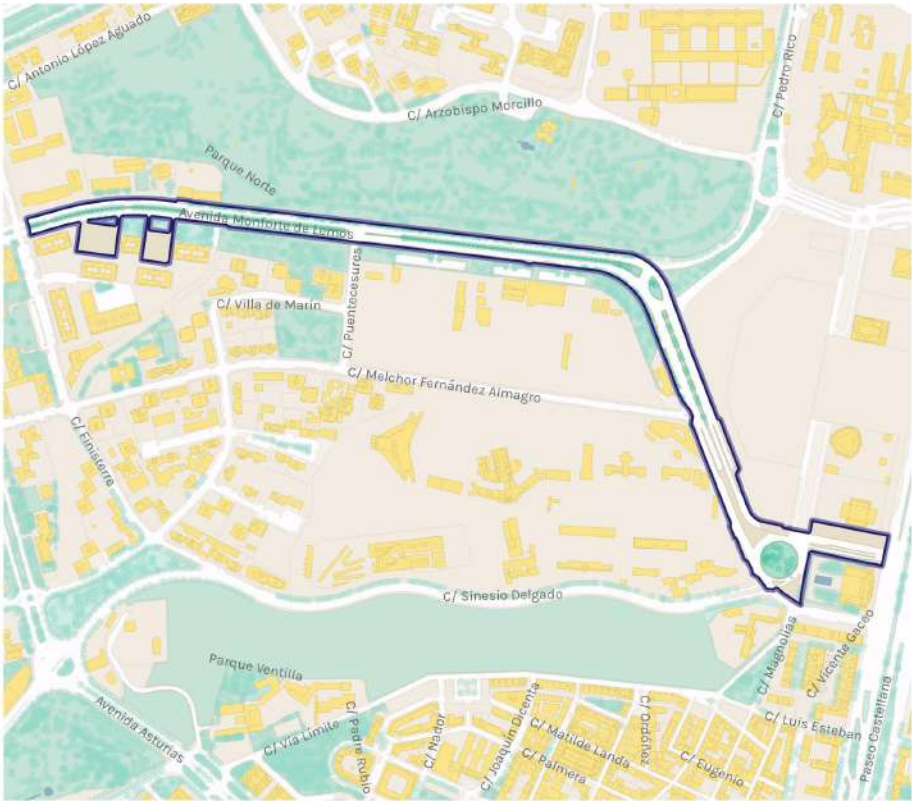 C/ Antonio López Aguado
C/ Arzobispo Morcillo
C/ Pedro Rico
Parque Norte
Avenida Monforte de Lemos
C/ Villa de Marín
C/ Puentecesures
C/ Melchor Fernández Almagro
C/ Finisterre
C/ Sinesio Delgado
C/ Magnolias
C/ Vicente Gaceo
Parque Ventilla
C/ Luis Esteban
Paseo Castellana
Avenida Asturias
C/ Vía Límite
C/ Padre Rubio
C/ Nador
C/ Joaquín Dicenta
C/ Matilde Landa
C/ Palmera
C/ Ordóñez
C/ Eugenio